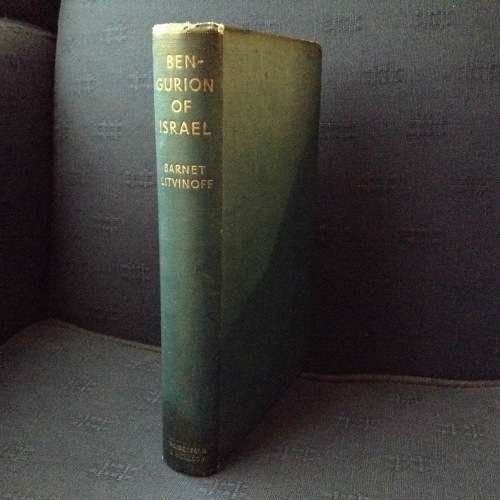 BEN-
GURION
OF
ISRAEL
BARNET
LITVINOFF